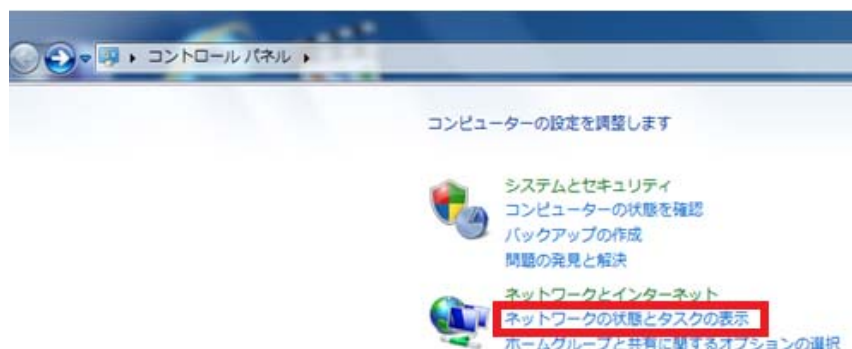 コントロール パネル
コンピューターの設定を調整します
システムとセキュリティ
コンピューターの状態を確認
バックアップの作成
問題の発見と解決
ネットワークとインターネット
ネットワークの状態とタスクの表示
ホームグループと共有に関するオプションの選択